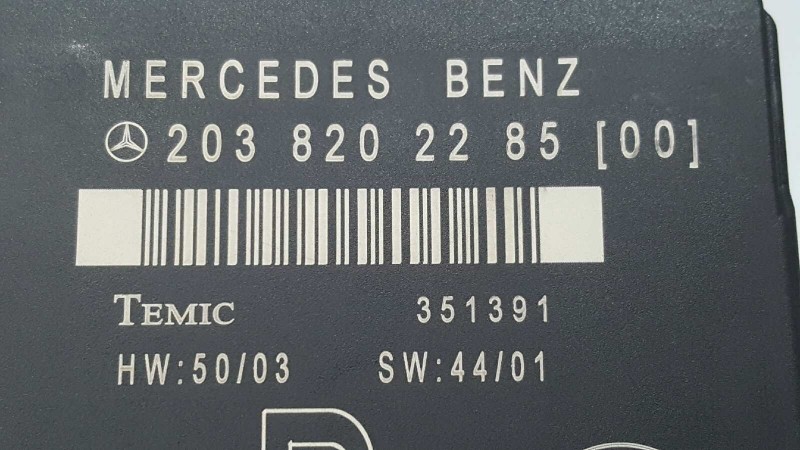 MERCEDES BENZ
203 820 22 85 [00]
TEMIC 351391
HW:50/03 SW:44/01